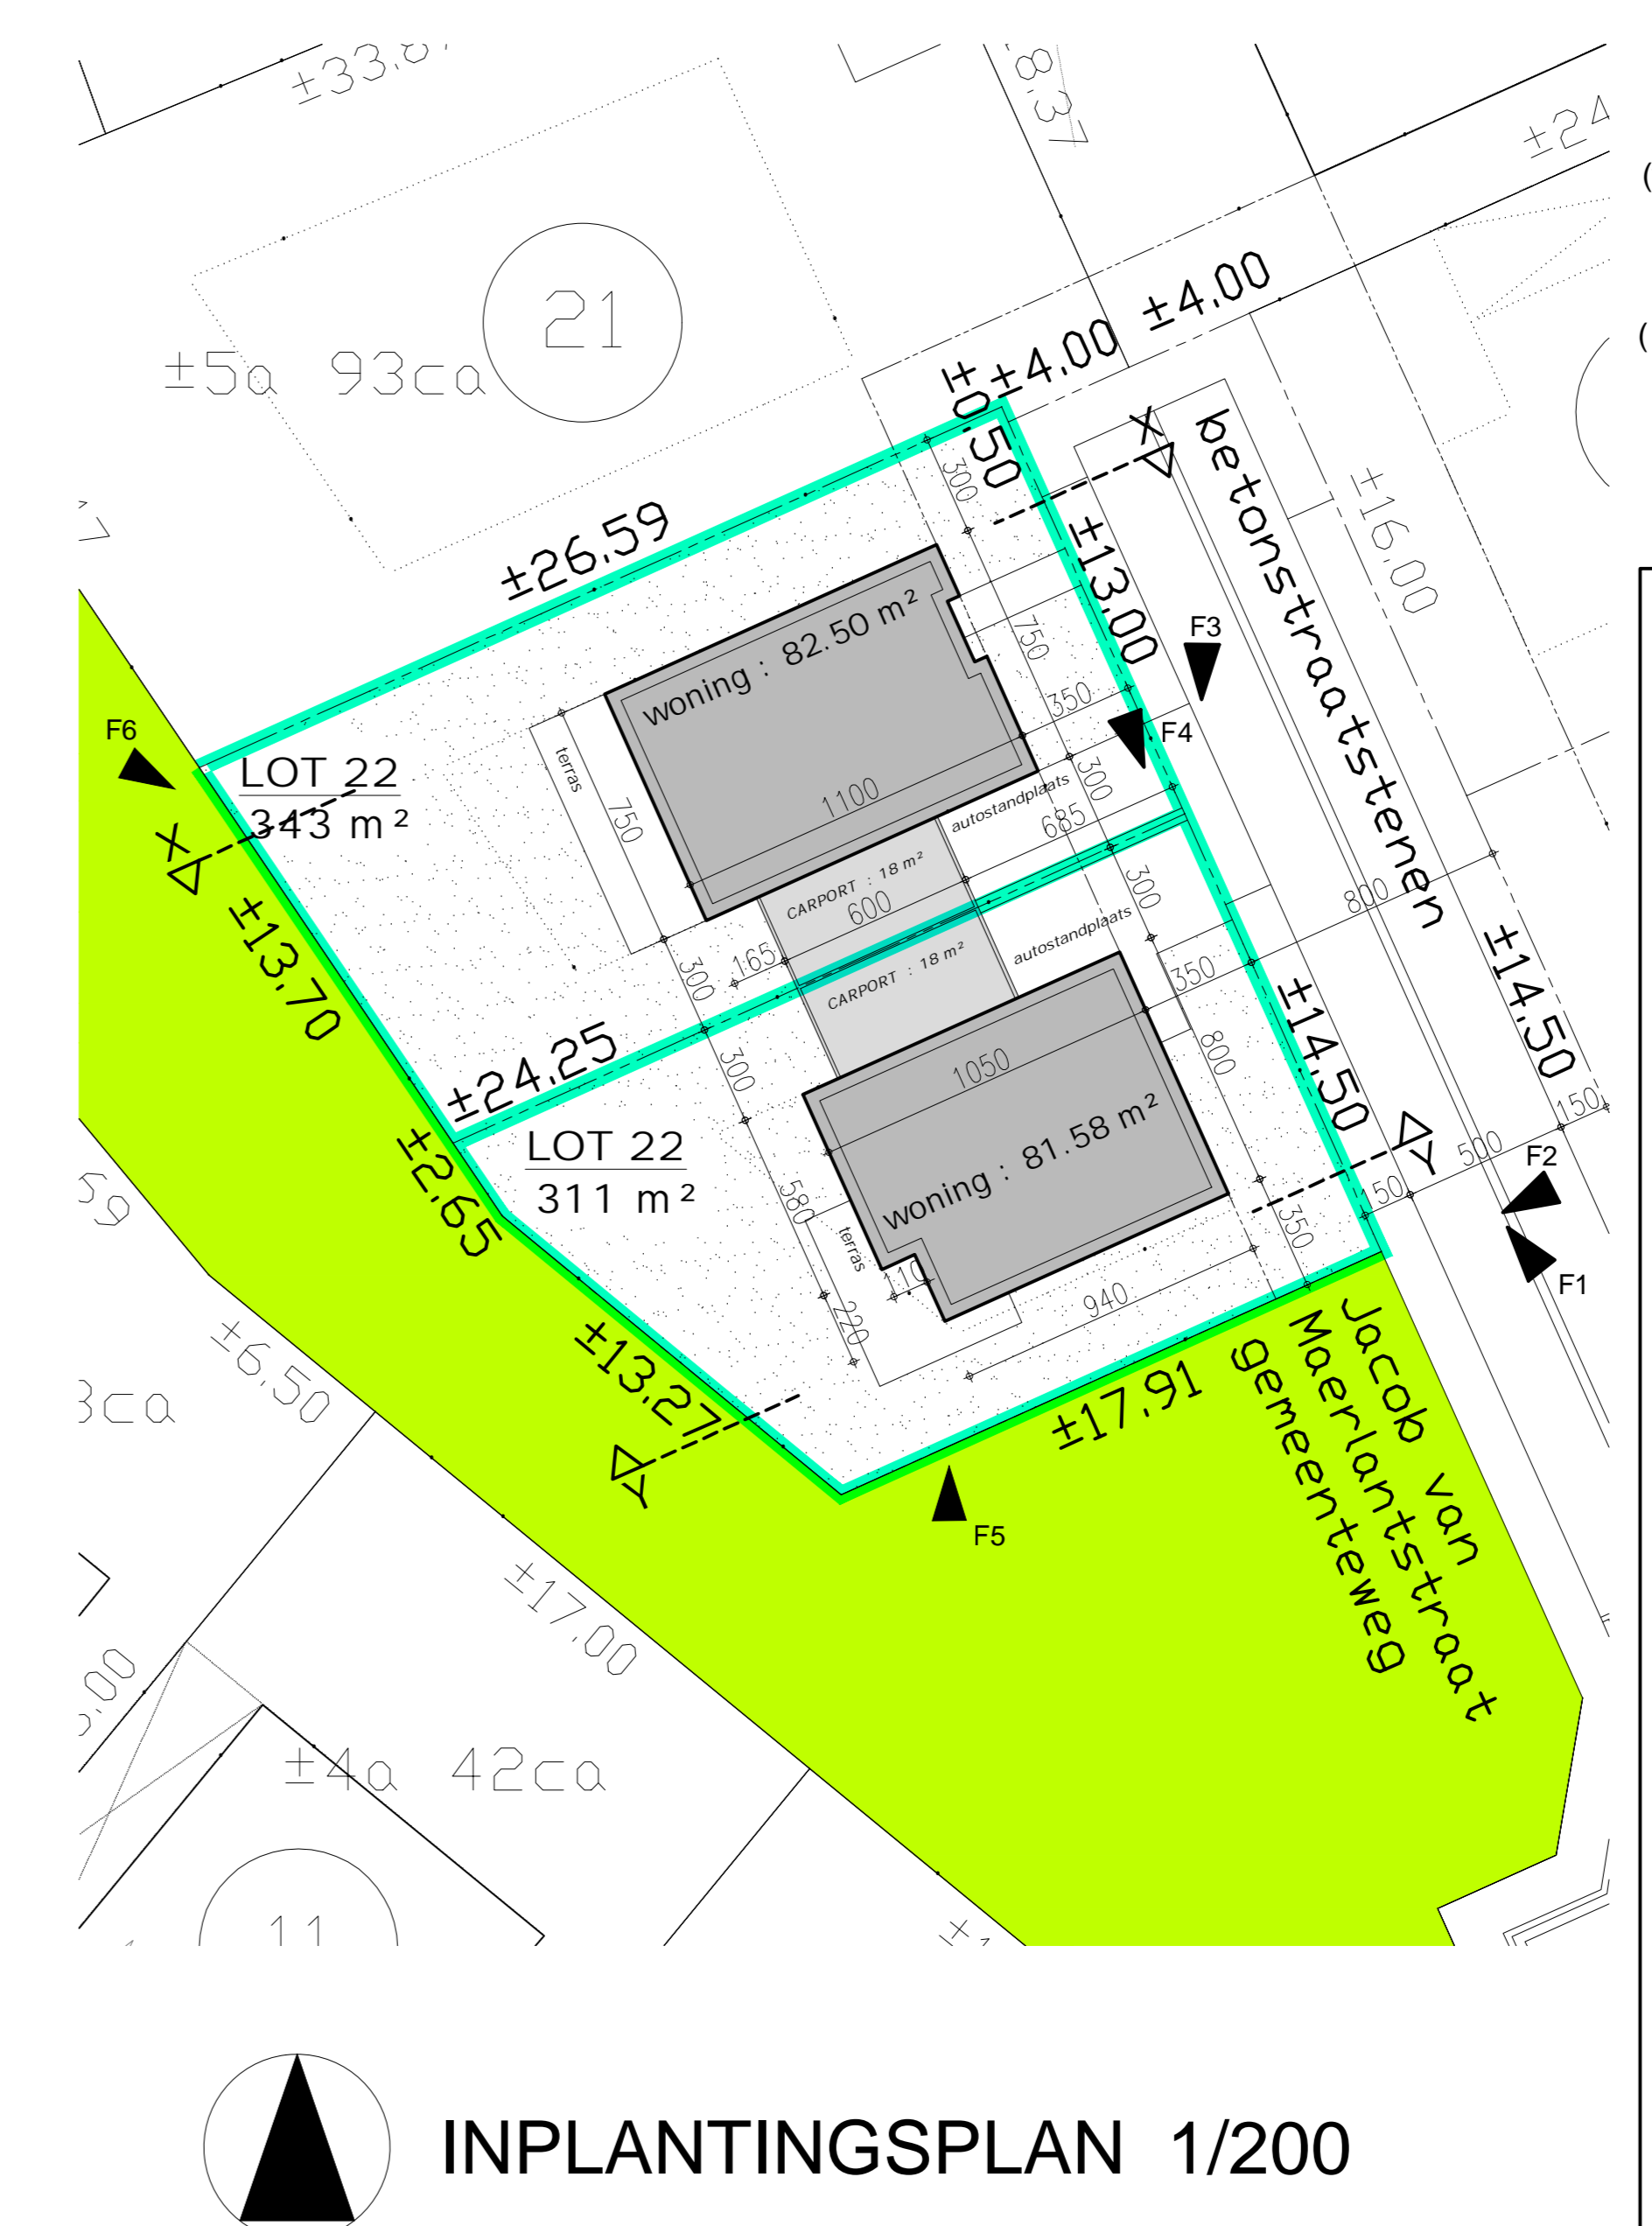 ±33.8
8.37
±24
21
±5a 93ca
±4.00
±4.00
±0.50
X
betonstraatstenen
±16.00
±26.59
300
±13.00
woning : 82.50 m²
750
F3
350
F4
F6
LOT 22
343 m²
terras
750
1100
300
autostandplaats
685
CARPORT : 18 m²
600
300
800
X
±13.70
165
300
CARPORT : 18 m²
autostandplaats
350
±14.50
±14.50
±24.25
300
1050
800
150
±2.65
LOT 22
311 m²
woning : 81.58 m²
Y
500
F2
59
580
terras
150
350
F1
110
940
220
±6.50
±13.27
±17.91
Jacob van
Maerlantstraat
gemeenteweg
3ca
Y
F5
±17.00
.00
±4a 42ca
11
INPLANTINGSPLAN 1/200